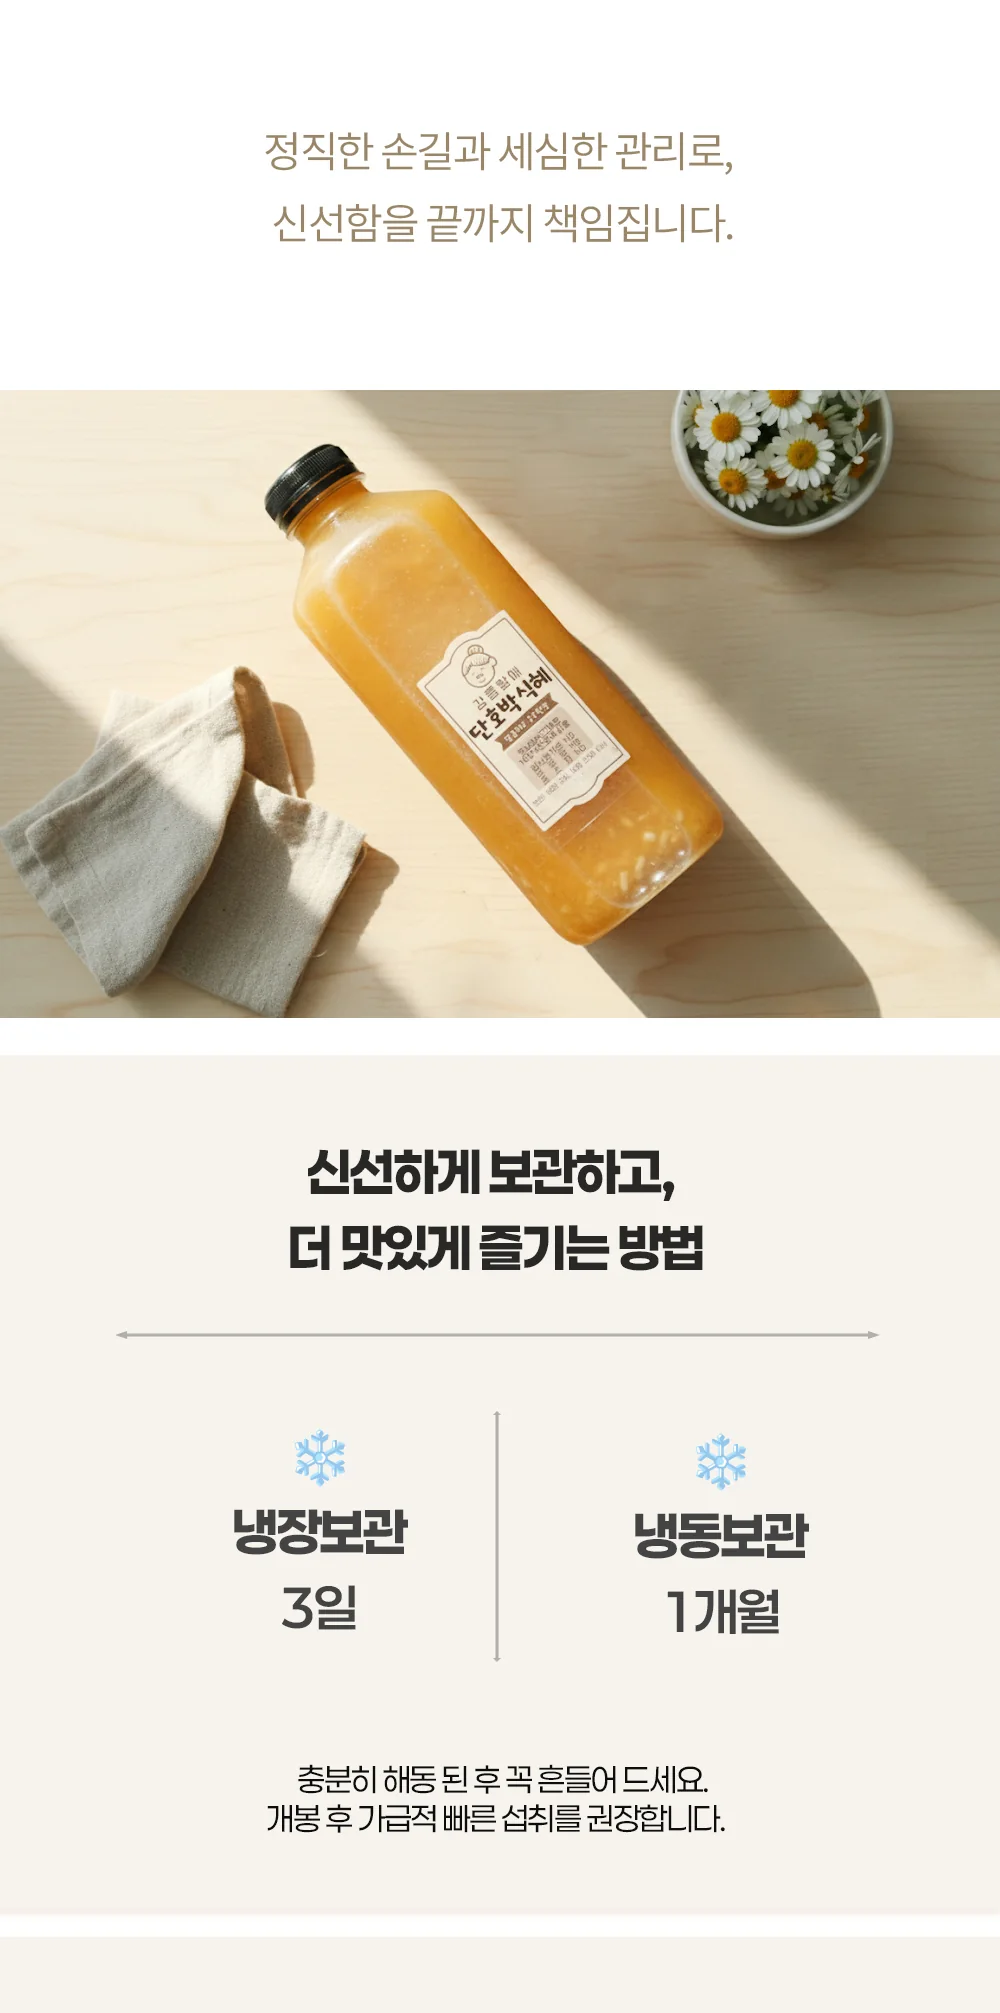 정직한 손길과 세심한 관리로,
신선함을 끝까지 책임집니다.
단호박식혜
신선하게 보관하고,
더 맛있게 즐기는 방법
냉장보관
3일
냉동보관
1개월
충분히 해동 된 후 꼭 흔들어 드세요.
개봉 후 가급적 빠른 섭취를 권장합니다.